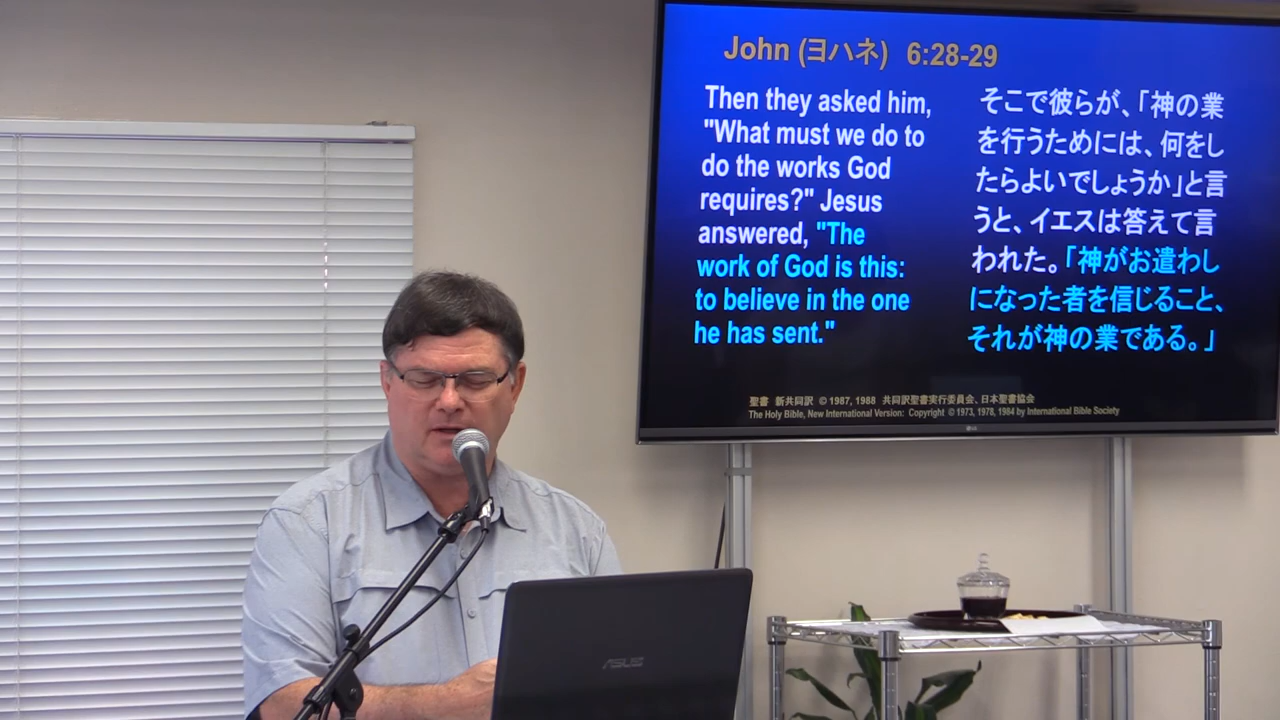 John (ヨハネ) 6:28-29
Then they asked him,
"What must we do to
do the works God
requires?" Jesus
answered, "The
work of God is this:
to believe in the one
he has sent."
そこで彼らが、「神の業
を行うためには、何をし
たらよいでしょうか」と言
うと、イエスは答えて言
われた。「神がお遣わし
になった者を信じること、
それが神の業である。」
聖書 新共同訳 © 1987, 1988 共同訳聖書実行委員会、日本聖書協会
The Holy Bible, New International Version: Copyright © 1973, 1978, 1984 by International Bible Society
LG
ASUS